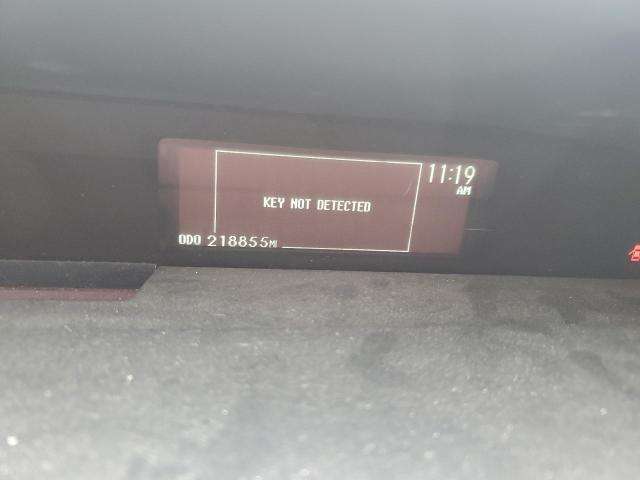 11:19
AM
KEY NOT DETECTED
ODO 218855MI